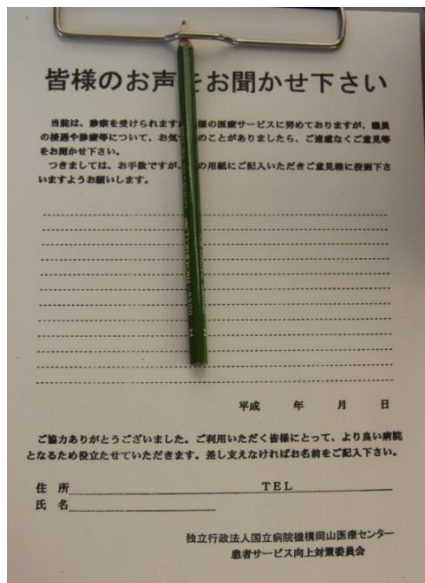 皆様のお声をお聞かせ下さい
当院は、診察を受けられます 様の医療サービスに努めておりますが、職員
の接遇や診療等について、お気 のことがありましたら、ご遠慮なくご意見等
をお聞かせ下さい。
つきましては、お手数ですが、 の用紙にご記入いただきご意見箱に投函下さ
いますようお願いします。
平成 年 月 日
ご協力ありがとうございました。ご利用いただく皆様にとって、より良い病院
となるため役立たせていただきます。差し支えなければお名前をご記入下さい。
住 所 TEL
氏 名
独立行政法人国立病院機構岡山医療センター
患者サービス向上対策委員会